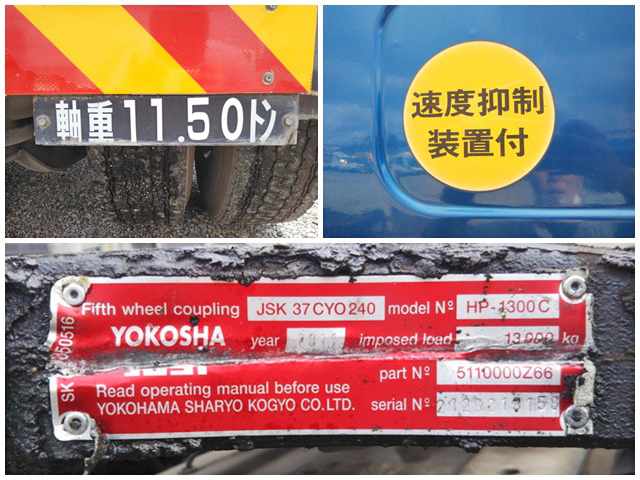 軸重11.50トン
速度抑制
装置付
Fifth wheel coupling JSK 37CYO240 model Nº HP-1300C
YOKOSHA year imposed load 13000 kg
part Nº 5110000Z66
Read operating manual before use
YOKOHAMA SHARYO KOGYO CO.LTD. serial Nº
SK